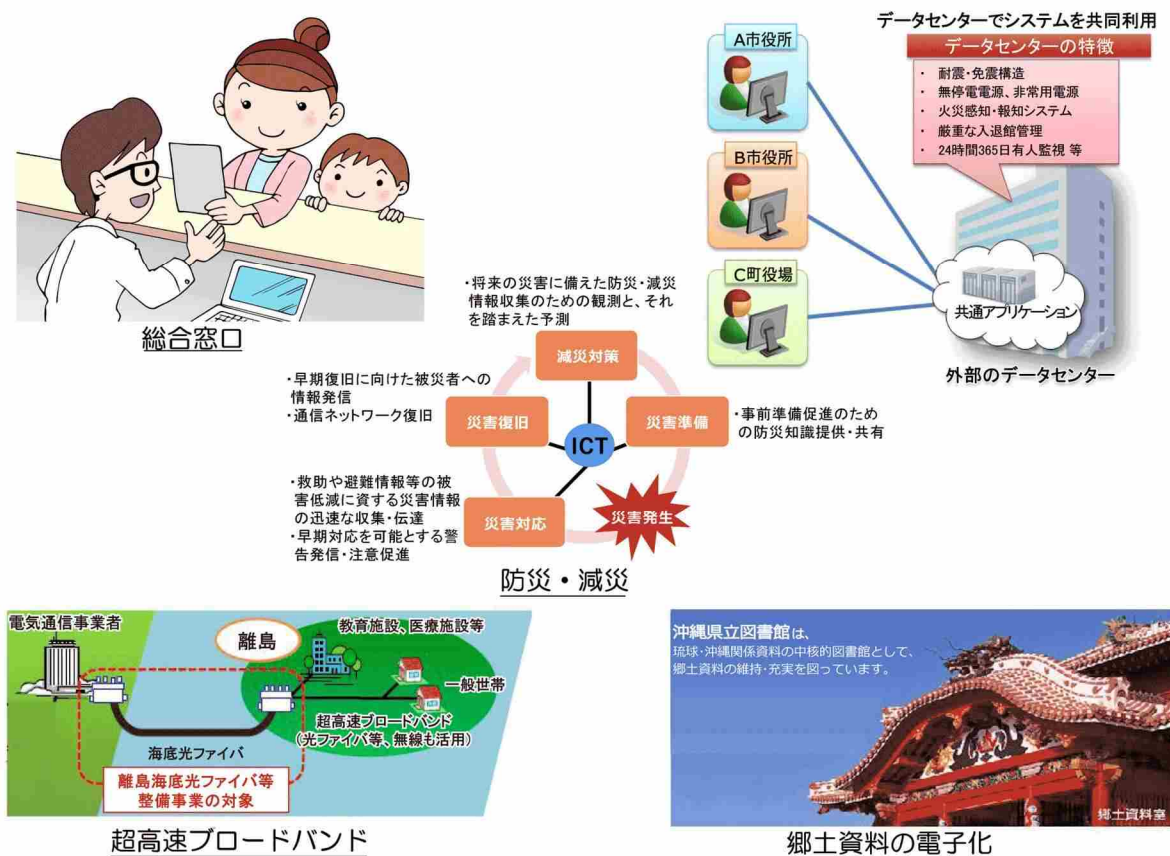 総合窓口
データセンターでシステムを共同利用
データセンターの特徴
・ 耐震・免震構造
・ 無停電電源、非常用電源
・ 火災感知・報知システム
・ 厳重な入退館管理
・ 24時間365日有人監視 等
A市役所
B市役所
C町役場
共通アプリケーション
外部のデータセンター
・将来の災害に備えた防災・減災
情報収集のための観測と、それ
を踏まえた予測
減災対策
・早期復旧に向けた被災者への
情報発信
・通信ネットワーク復旧
災害復旧
ICT
災害準備
・事前準備促進のため
の防災知識提供・共有
・救助や避難情報等の被
害低減に資する災害情報
の迅速な収集・伝達
・早期対応を可能とする警
告発信・注意促進
災害対応
災害発生
防災・減災
電気通信事業者
離島
教育施設、医療施設等
一般世帯
超高速ブロードバンド
(光ファイバ等、無線も活用)
海底光ファイバ
離島海底光ファイバ等
整備事業の対象
超高速ブロードバンド
沖縄県立図書館は、
琉球・沖縄関係資料の中核的図書館として、
郷土資料の維持・充実を図っています。
郷土資料室
郷土資料の電子化